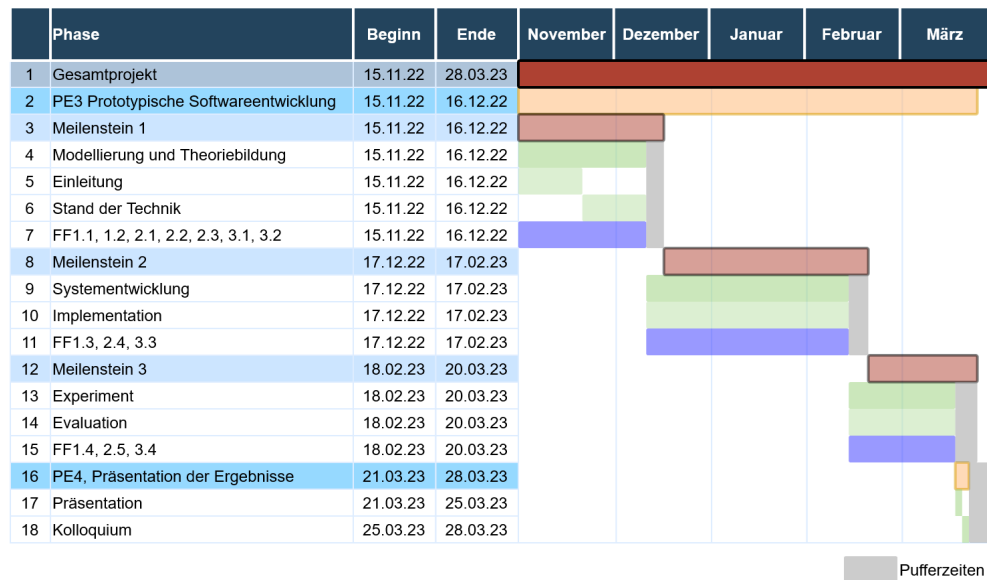 Phase Beginn Ende November Dezember Januar Februar März
1 Gesamtprojekt 15.11.22 28.03.23
2 PE3 Prototypische Softwareentwicklung 15.11.22 16.12.22
3 Meilenstein 1 15.11.22 16.12.22
4 Modellierung und Theoriebildung 15.11.22 16.12.22
5 Einleitung 15.11.22 16.12.22
6 Stand der Technik 15.11.22 16.12.22
7 FF1.1, 1.2, 2.1, 2.2, 2.3, 3.1, 3.2 15.11.22 16.12.22
8 Meilenstein 2 17.12.22 17.02.23
9 Systementwicklung 17.12.22 17.02.23
10 Implementation 17.12.22 17.02.23
11 FF1.3, 2.4, 3.3 17.12.22 17.02.23
12 Meilenstein 3 18.02.23 20.03.23
13 Experiment 18.02.23 20.03.23
14 Evaluation 18.02.23 20.03.23
15 FF1.4, 2.5, 3.4 18.02.23 20.03.23
16 PE4, Präsentation der Ergebnisse 21.03.23 28.03.23
17 Präsentation 21.03.23 25.03.23
18 Kolloquium 25.03.23 28.03.23
Pufferzeiten